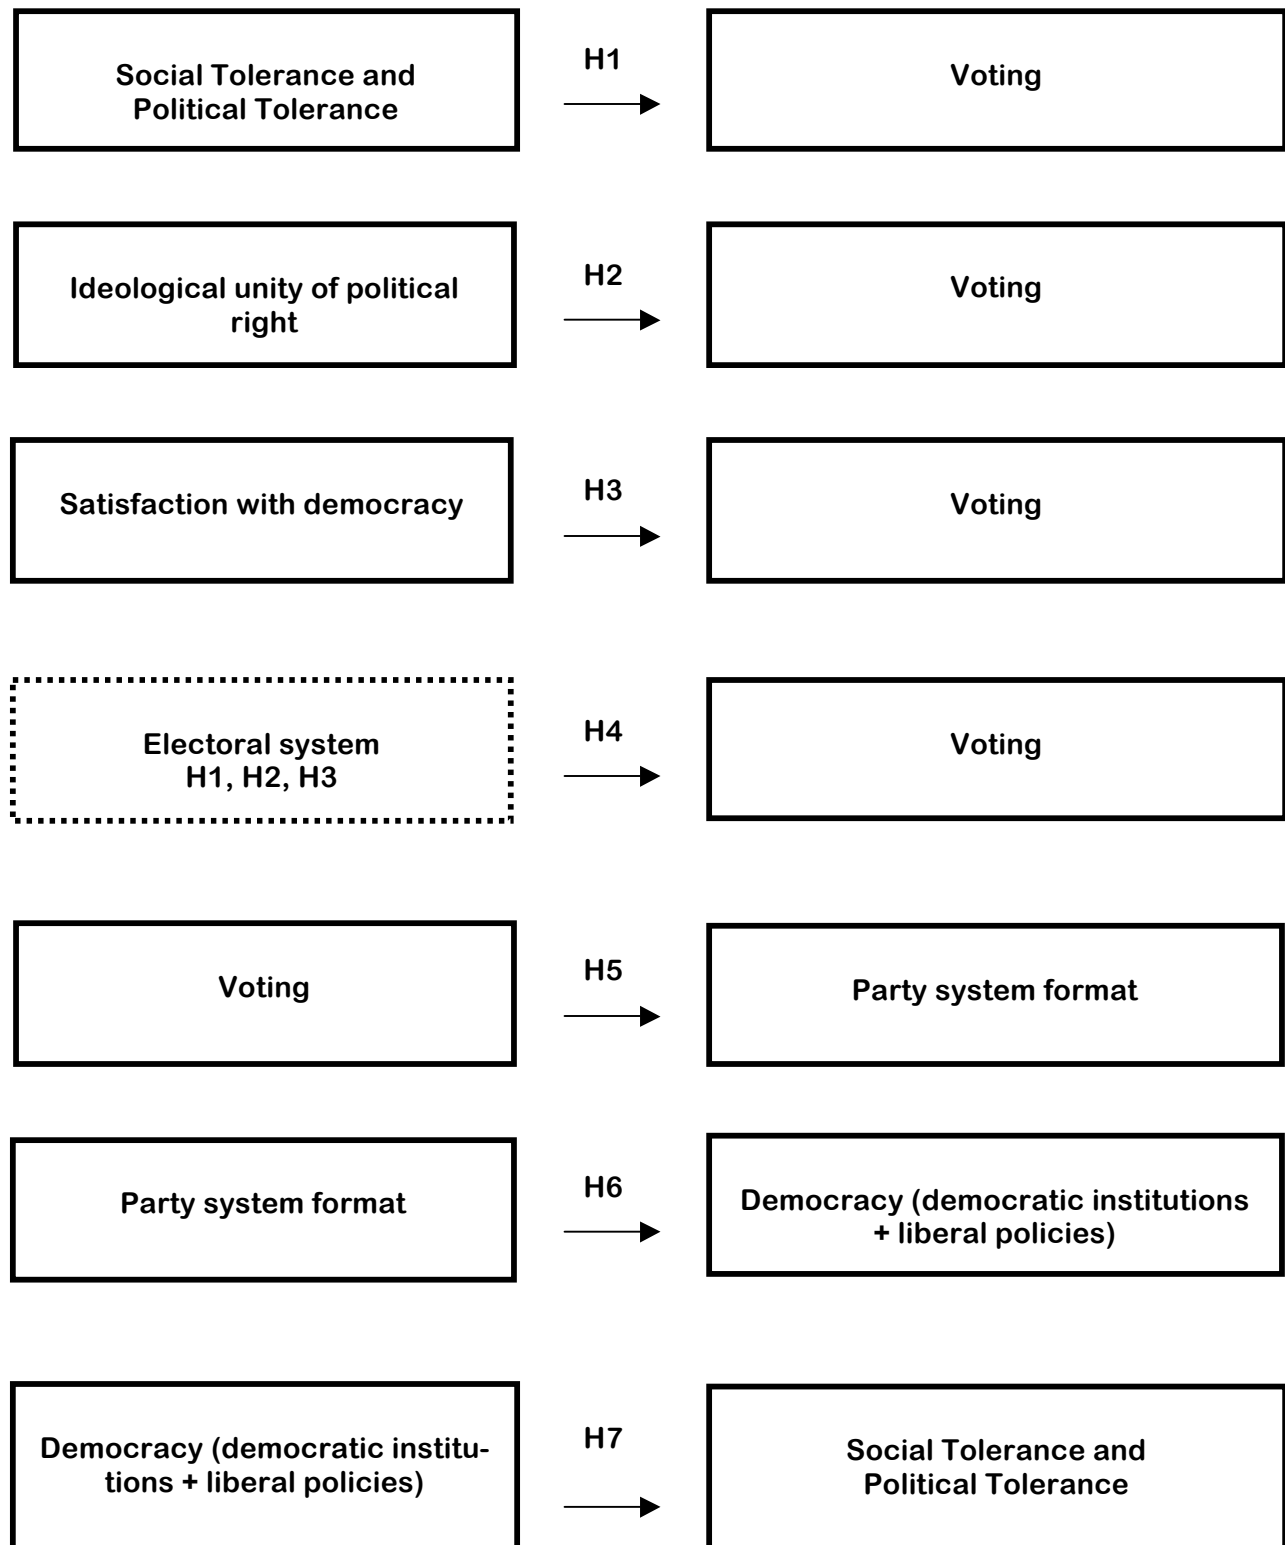 Social Tolerance and
Political Tolerance
H1
Voting
Ideological unity of political
right
H2
Voting
Satisfaction with democracy
H3
Voting
Electoral system
H1, H2, H3
H4
Voting
Voting
H5
Party system format
Party system format
H6
Democracy (democratic institutions
+ liberal policies)
Democracy (democratic institu-
tions + liberal policies)
H7
Social Tolerance and
Political Tolerance